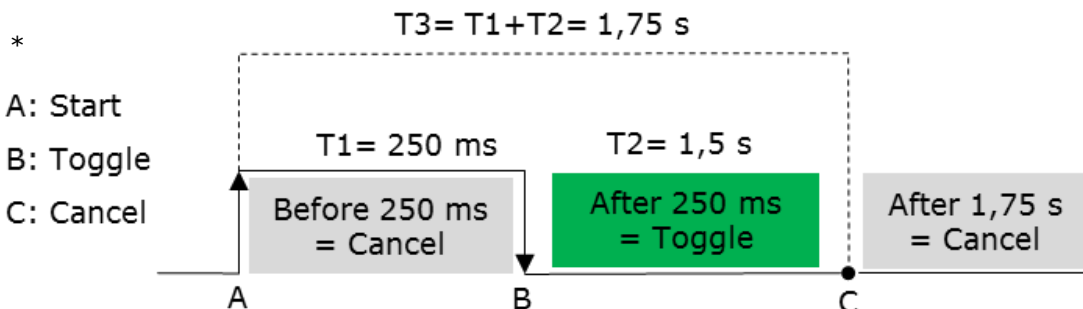 T3= T1+T2= 1,75 s
*
A: Start
B: Toggle
C: Cancel
T1= 250 ms
T2= 1,5 s
Before 250 ms
= Cancel
After 250 ms
= Toggle
After 1,75 s
= Cancel
A
B
C